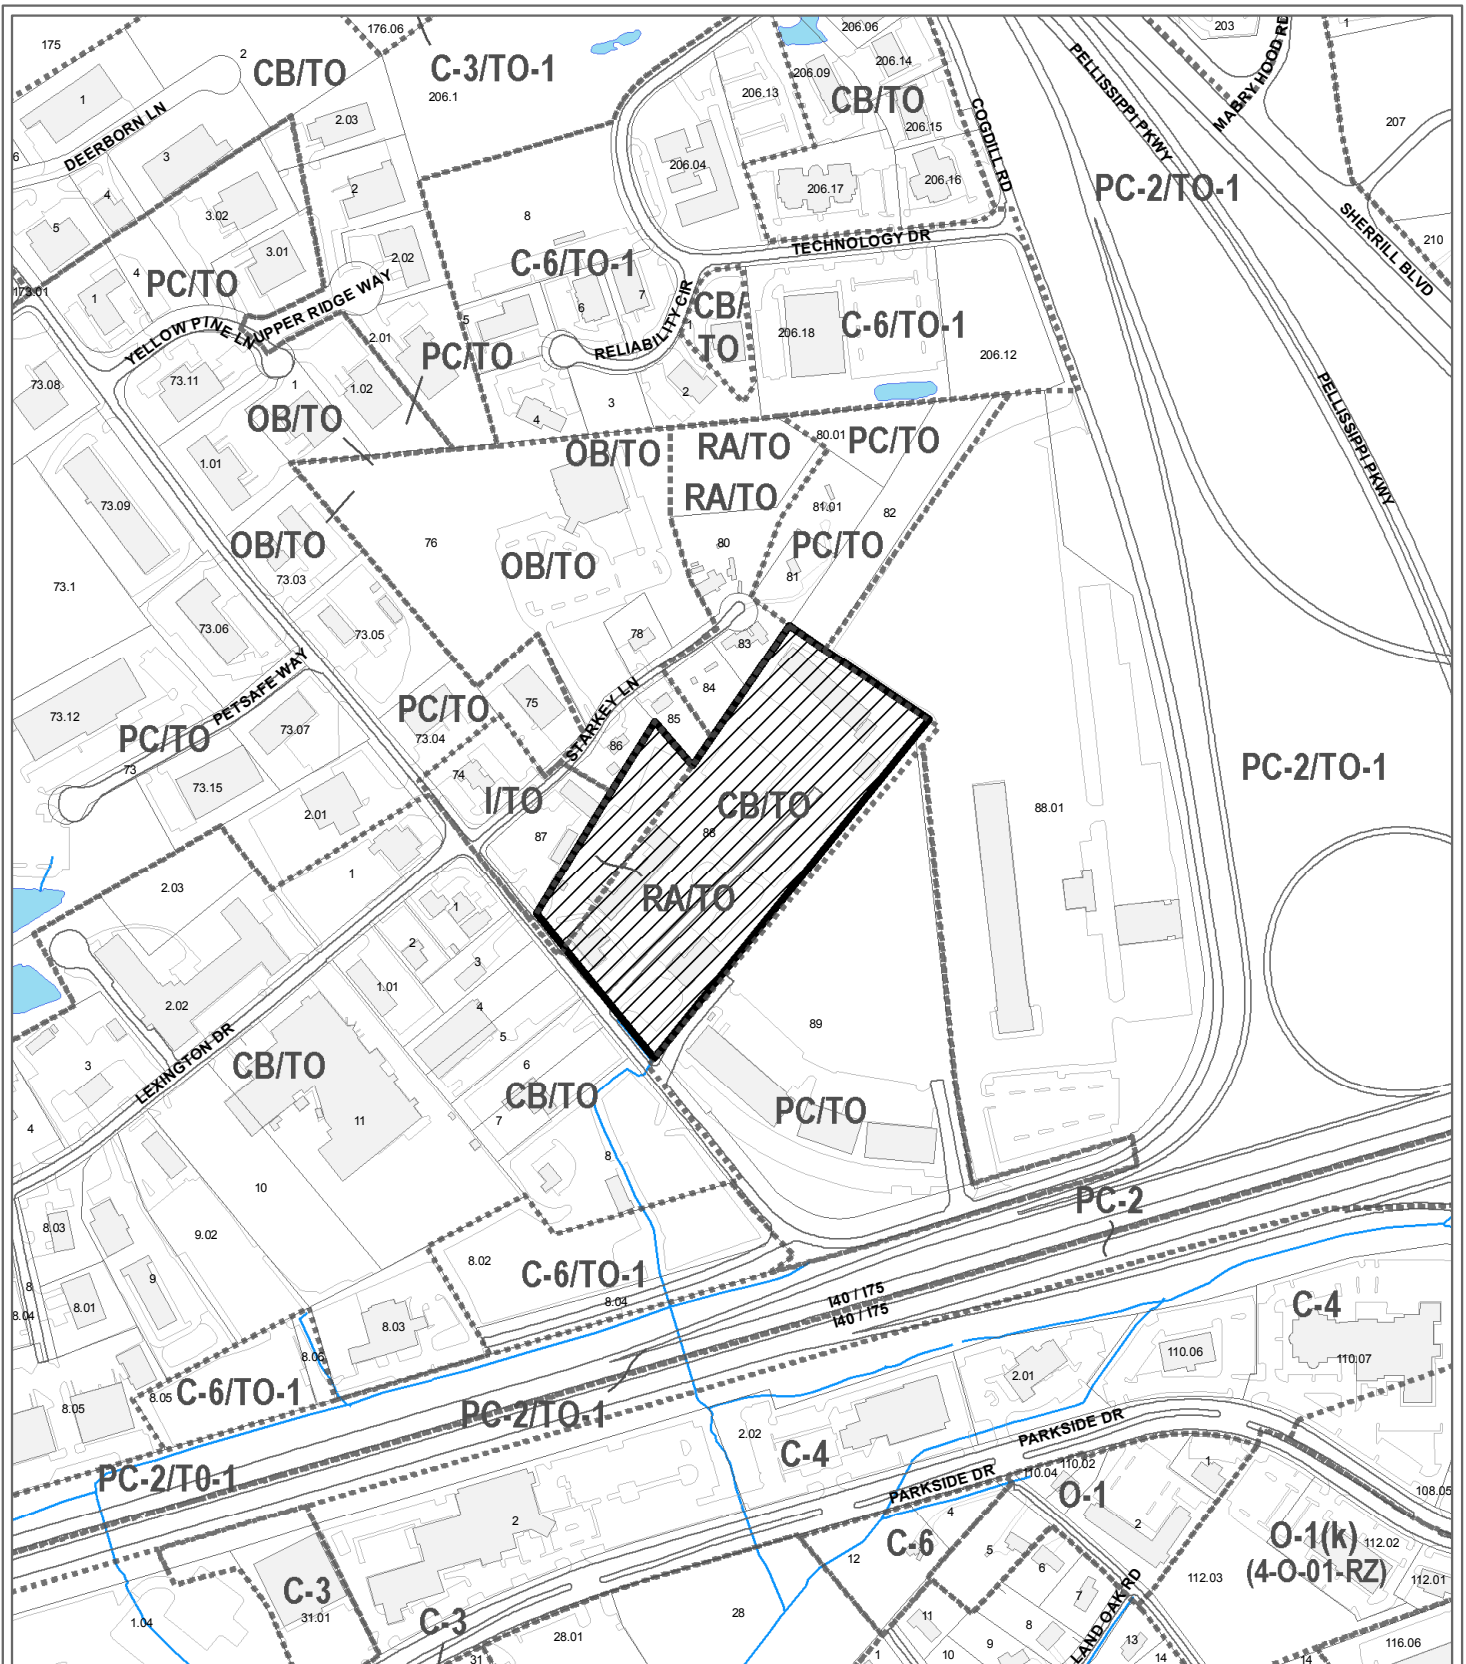 175
2
176.06
CB/TO
C-3/TO-1
206.1
206.06
206.14
206.09
206.13
CB/TO
206.15
COGDILL RD
PELLISSIPPI PKWY
203
1
MABRY HOOD RD
207
1
DEERBORN LN
6
3
2.03
4
5
3.02
2
206.04
206.17
206.16
PC-2/TO-1
SHERRILL BLVD
210
8
TECHNOLOGY DR
3.01
2.02
C-6/TO-1
4
PC/TO
1
173.01
UPPER RIDGE WAY
YELLOW PINE LN
5
6
7
RELIABILITY CIR
CB/
TO
1
206.18
C-6/TO-1
206.12
2.01
PC/TO
73.08
73.11
1
1.02
OB/TO
4
3
2
PELLISSIPPI PKWY
1.01
OB/TO
RA/TO
80.01
PC/TO
RA/TO
73.09
81.01
82
OB/TO
76
OB/TO
80
PC/TO
73.03
81
73.1
73.06
73.05
78
83
PETSAFE WAY
STARKEY LN
84
73.12
PC/TO
75
85
73.07
73.04
86
PC/TO
73
73.15
74
I/TO
PC-2/TO-1
CB/TO
88.01
2.01
87
88
1
2.03
RA/TO
1
2
3
1.01
2.02
4
5
89
LEXINGTON DR
CB/TO
6
3
CB/TO
PC/TO
7
4
11
8
10
PC-2
8.03
9.02
8.02
C-6/TO-1
9
8
8.01
8.04
8.04
I40 / I75
I40 / I75
C-4
8.03
8.06
110.06
110.07
8.05
C-6/TO-1
8.05
2.01
PC-2/TO-1
2.02
PARKSIDE DR
C-4
PC-2/T0-1
110.02
110.04
1
PARKSIDE DR
O-1
108.05
4
2
2
C-6
O-1(k)
112.02
5
12
(4-O-01-RZ)
6
112.03
112.01
C-3
7
31.01
LAND OAK RD
1.04
28
11
C-3
8
28.01
9
13
116.06
31
1
10
14
14